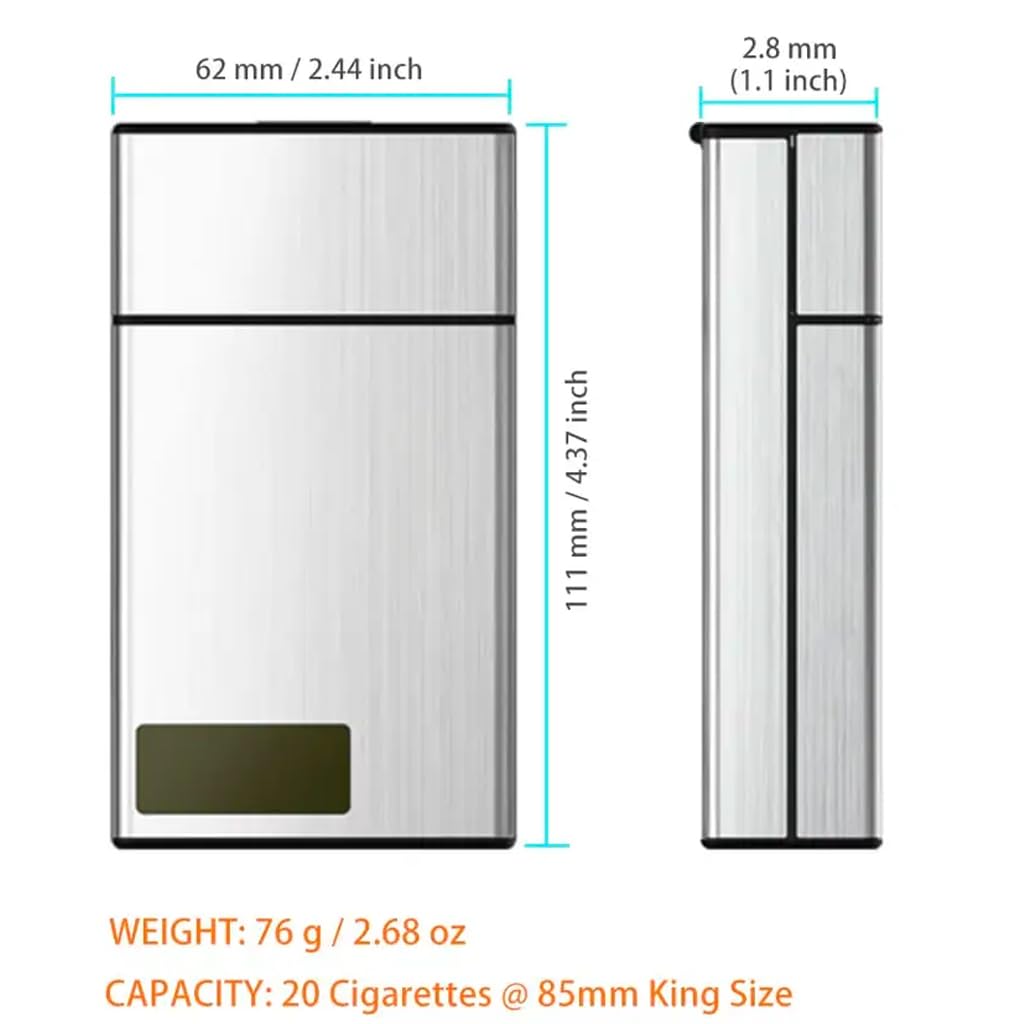 62 mm / 2.44 inch
2.8 mm
(1.1 inch)
111 mm / 4.37 inch
WEIGHT: 76 g / 2.68 oz
CAPACITY: 20 Cigarettes @ 85mm King Size